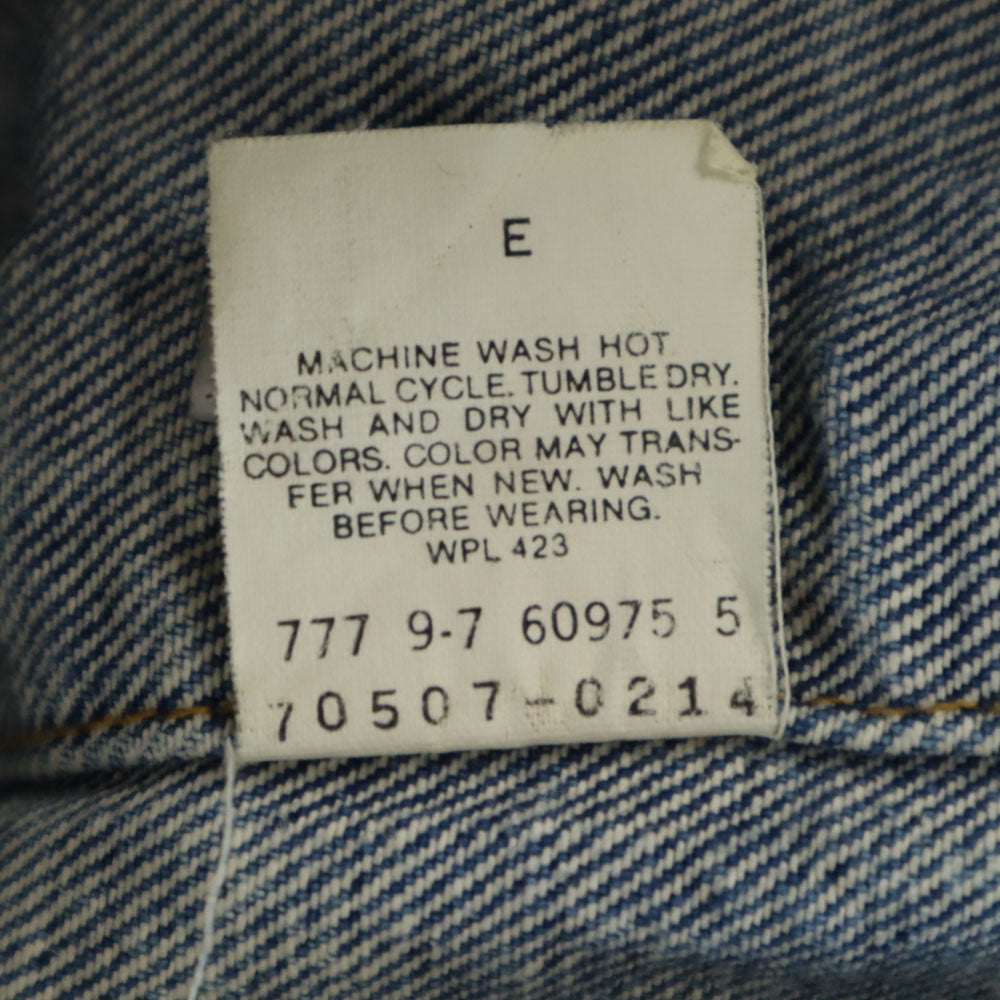 E
MACHINE WASH HOT
NORMAL CYCLE. TUMBLE DRY.
WASH AND DRY WITH LIKE
COLORS. COLOR MAY TRANS-
FER WHEN NEW. WASH
BEFORE WEARING.
WPL 423
777 9-7 60975 5
70507-0214